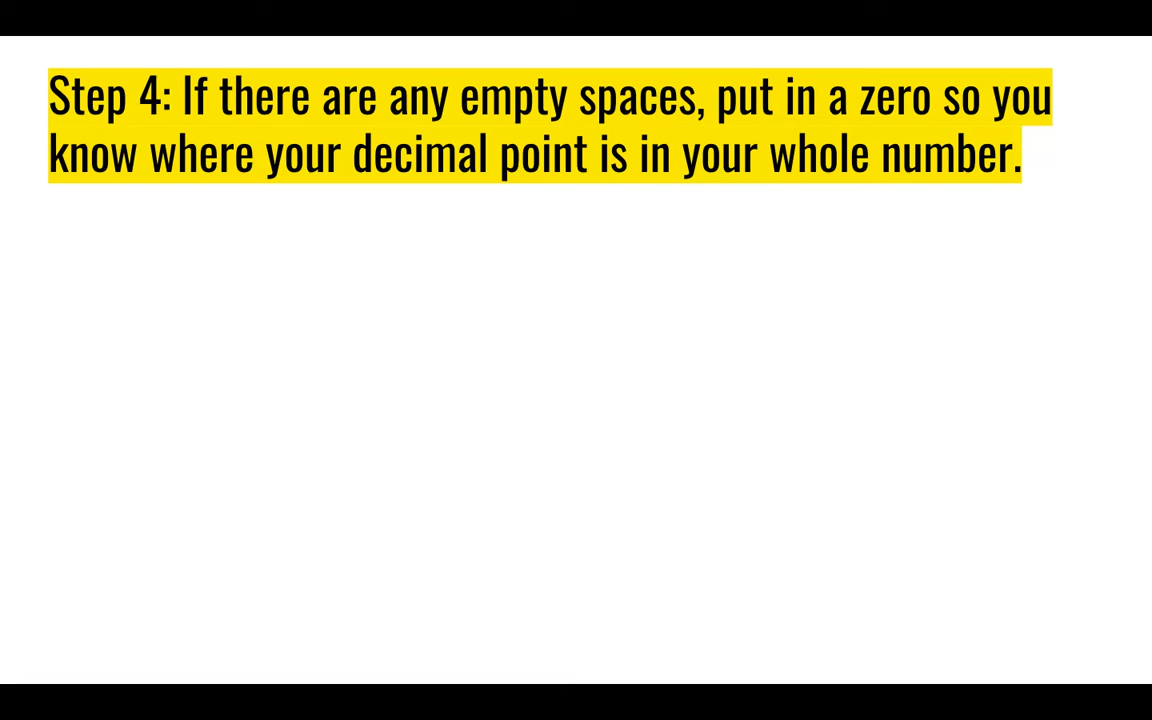 Step 4: If there are any empty spaces, put in a zero so you
know where your decimal point is in your whole number.